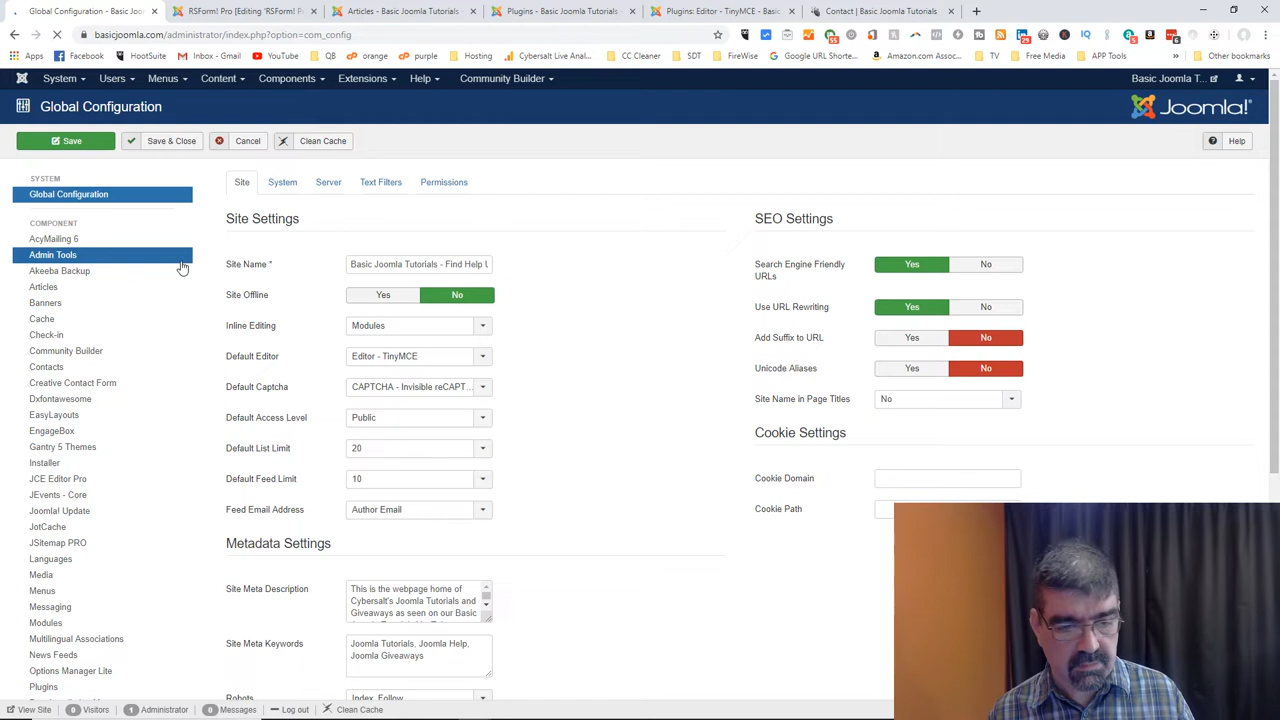 Global Configuration - Basic Joom
RSForm! Pro [Editing 'RSForm! P
Articles - Basic Joomla Tutorials
Plugins - Basic Joomla Tutorials
Plugins: Editor - TinyMCE - Basic
Contact | Basic Joomla Tutorials
basicjoomla.com/administrator/index.php?option=com_config
Apps Facebook HootSuite Inbox - Gmail YouTube QB orange purple Hosting Cybersalt Live Anal... CC Cleaner SDT FireWise Google URL Shorte... Amazon.com Assoc... TV Free Media APP Tools Other bookmarks
System Users Menus Content Components Extensions Help Community Builder Basic Joomla T...
Global Configuration
Joomla!
Save Save & Close Cancel Clean Cache Help
SYSTEM
Global Configuration
COMPONENT
AcyMailing 6
Admin Tools
Akeeba Backup
Articles
Banners
Cache
Check-in
Community Builder
Contacts
Creative Contact Form
Dxfontawesome
EasyLayouts
EngageBox
Gantry 5 Themes
Installer
JCE Editor Pro
JEvents - Core
Joomla! Update
JotCache
JSitemap PRO
Languages
Media
Menus
Messaging
Modules
Multilingual Associations
News Feeds
Options Manager Lite
Plugins
Site System Server Text Filters Permissions
Site Settings
Site Name * Basic Joomla Tutorials - Find Help U
Site Offline Yes No
Inline Editing Modules
Default Editor Editor - TinyMCE
Default Captcha CAPTCHA - Invisible reCAPT...
Default Access Level Public
Default List Limit 20
Default Feed Limit 10
Feed Email Address Author Email
Metadata Settings
Site Meta Description This is the webpage home of
Cybersalt's Joomla Tutorials and
Giveaways as seen on our Basic
Site Meta Keywords Joomla Tutorials, Joomla Help,
Joomla Giveaways
Robots Index, Follow
SEO Settings
Search Engine Friendly Yes No
URLs
Use URL Rewriting Yes No
Add Suffix to URL Yes No
Unicode Aliases Yes No
Site Name in Page Titles No
Cookie Settings
Cookie Domain
Cookie Path
View Site 0 Visitors 1 Administrator 0 Messages Log out Clean Cache